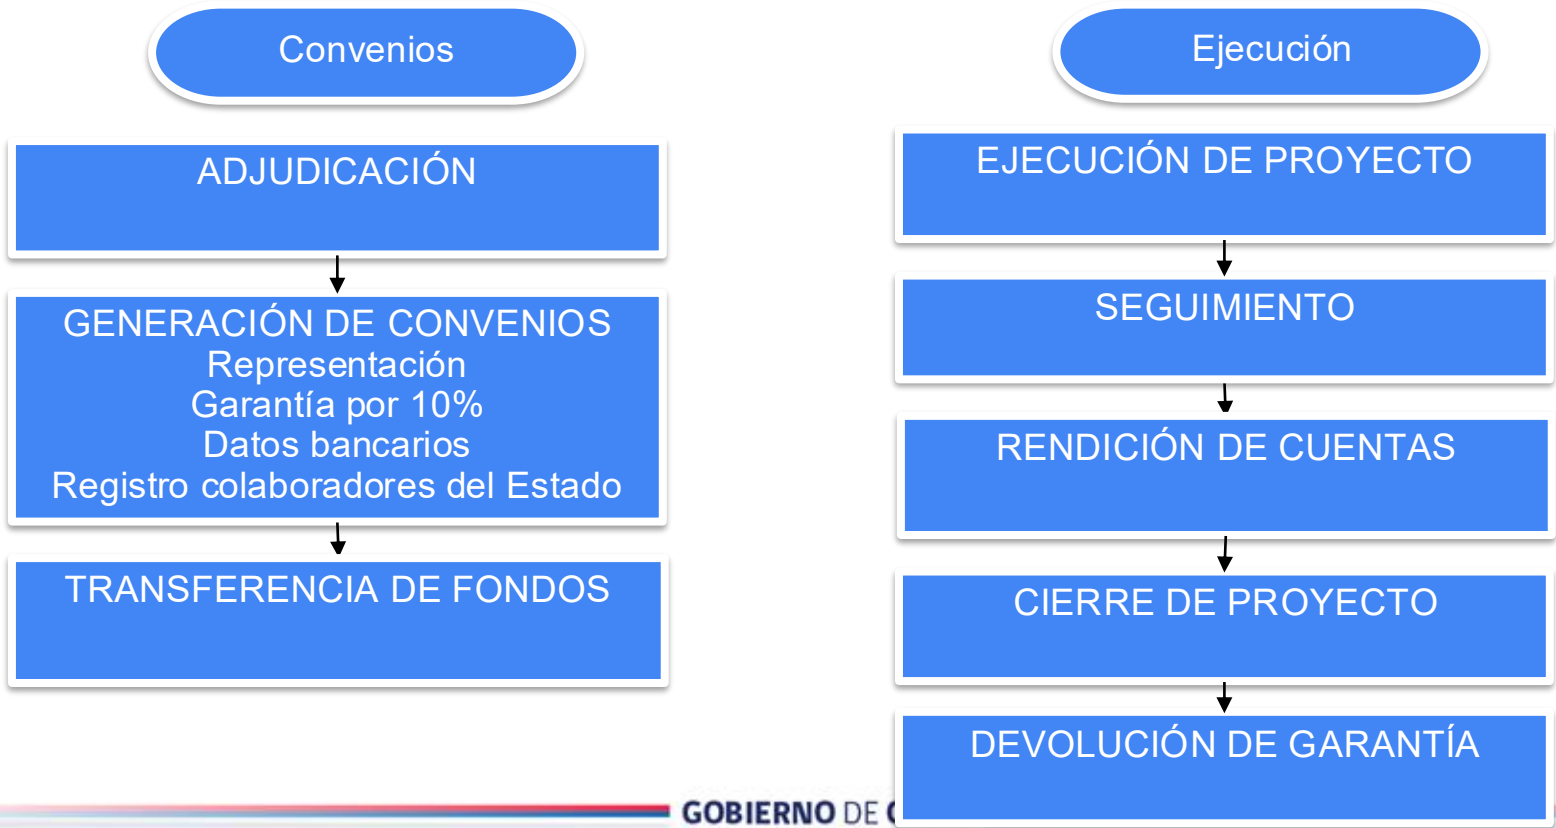 Convenios
ADJUDICACIÓN
GENERACIÓN DE CONVENIOS
Representación
Garantía por 10%
Datos bancarios
Registro colaboradores del Estado
TRANSFERENCIA DE FONDOS
Ejecución
EJECUCIÓN DE PROYECTO
SEGUIMIENTO
RENDICIÓN DE CUENTAS
CIERRE DE PROYECTO
DEVOLUCIÓN DE GARANTÍA
GOBIERNO DE